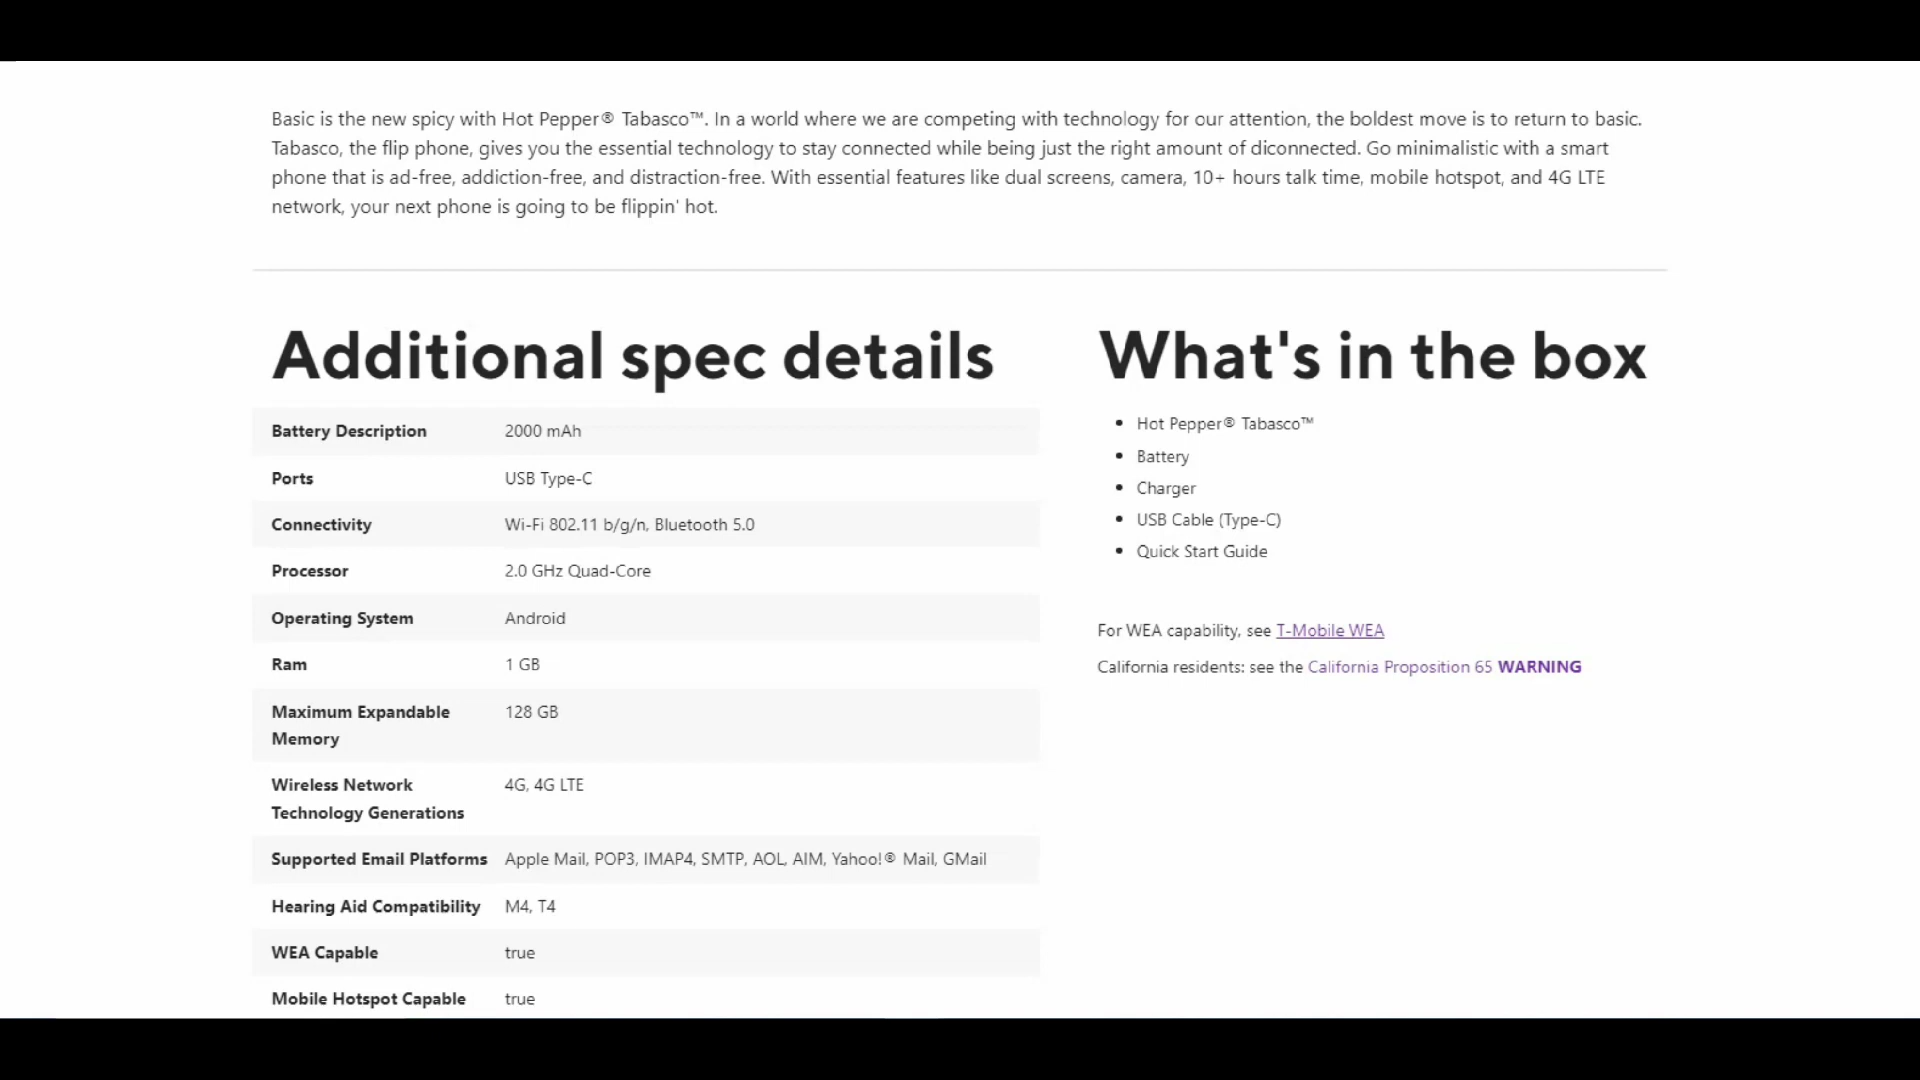 Basic is the new spicy with Hot Pepper® Tabasco™. In a world where we are competing with technology for our attention, the boldest move is to return to basic.
Tabasco, the flip phone, gives you the essential technology to stay connected while being just the right amount of diconnected. Go minimalistic with a smart
phone that is ad-free, addiction-free, and distraction-free. With essential features like dual screens, camera, 10+ hours talk time, mobile hotspot, and 4G LTE
network, your next phone is going to be flippin' hot.
Additional spec details
Battery Description 2000 mAh
Ports USB Type-C
Connectivity Wi-Fi 802.11 b/g/n, Bluetooth 5.0
Processor 2.0 GHz Quad-Core
Operating System Android
Ram 1 GB
Maximum Expandable 128 GB
Memory
Wireless Network 4G, 4G LTE
Technology Generations
Supported Email Platforms Apple Mail, POP3, IMAP4, SMTP, AOL, AIM, Yahoo!® Mail, GMail
Hearing Aid Compatibility M4, T4
WEA Capable true
Mobile Hotspot Capable true
What's in the box
• Hot Pepper® Tabasco™
• Battery
• Charger
• USB Cable (Type-C)
• Quick Start Guide
For WEA capability, see T-Mobile WEA
California residents: see the California Proposition 65 WARNING